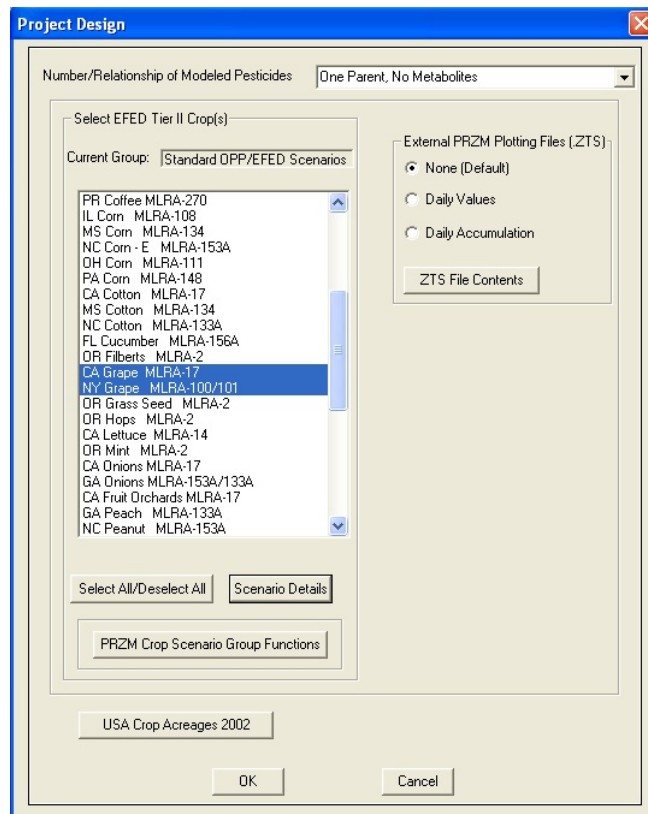 Project Design
Number/Relationship of Modeled Pesticides
One Parent, No Metabolites
Select EFED Tier II Crop(s)
Current Group:
Standard OPP/EFED Scenarios
PR Coffee MLRA-270
IL Corn MLRA-108
MS Corn MLRA-134
NC Corn - E MLRA-153A
OH Corn MLRA-111
PA Corn MLRA-148
CA Cotton MLRA-17
MS Cotton MLRA-134
NC Cotton MLRA-133A
FL Cucumber MLRA-156A
OR Filberts MLRA-2
CA Grape MLRA-17
NY Grape MLRA-100/101
OR Grass Seed MLRA-2
OR Hops MLRA-2
CA Lettuce MLRA-14
OR Mint MLRA-2
CA Onions MLRA-17
GA Onions MLRA-153A/133A
CA Fruit Orchards MLRA-17
GA Peach MLRA-133A
NC Peanut MLRA-153A
Select All/Deselect All
Scenario Details
PRZM Crop Scenario Group Functions
External PRZM Plotting Files (.ZTS)
None (Default)
Daily Values
Daily Accumulation
ZTS File Contents
USA Crop Acreages 2002
OK
Cancel